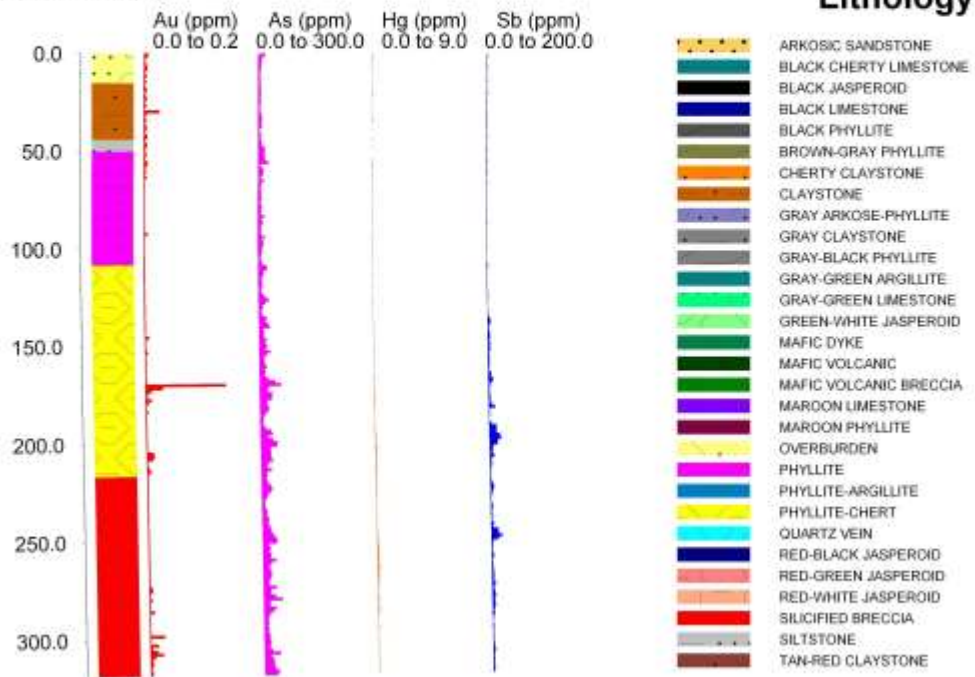 Lithology
Au (ppm) As (ppm) Hg (ppm) Sb (ppm)
0.0 to 0.2 0.0 to 300.0 0.0 to 9.0 0.0 to 200.0
0.0
50.0
100.0
150.0
200.0
250.0
300.0
ARKOSIC SANDSTONE
BLACK CHERTY LIMESTONE
BLACK JASPEROID
BLACK LIMESTONE
BLACK PHYLLITE
BROWN-GRAY PHYLLITE
CHERTY CLAYSTONE
CLAYSTONE
GRAY ARKOSE-PHYLLITE
GRAY CLAYSTONE
GRAY-BLACK PHYLLITE
GRAY-GREEN ARGILLITE
GRAY-GREEN LIMESTONE
GREEN-WHITE JASPEROID
MAFIC DYKE
MAFIC VOLCANIC
MAFIC VOLCANIC BRECCIA
MAROON LIMESTONE
MAROON PHYLLITE
OVERBURDEN
PHYLLITE
PHYLLITE-ARGILLITE
PHYLLITE-CHERT
QUARTZ VEIN
RED-BLACK JASPEROID
RED-GREEN JASPEROID
RED-WHITE JASPEROID
SILICIFIED BRECCIA
SILTSTONE
TAN-RED CLAYSTONE